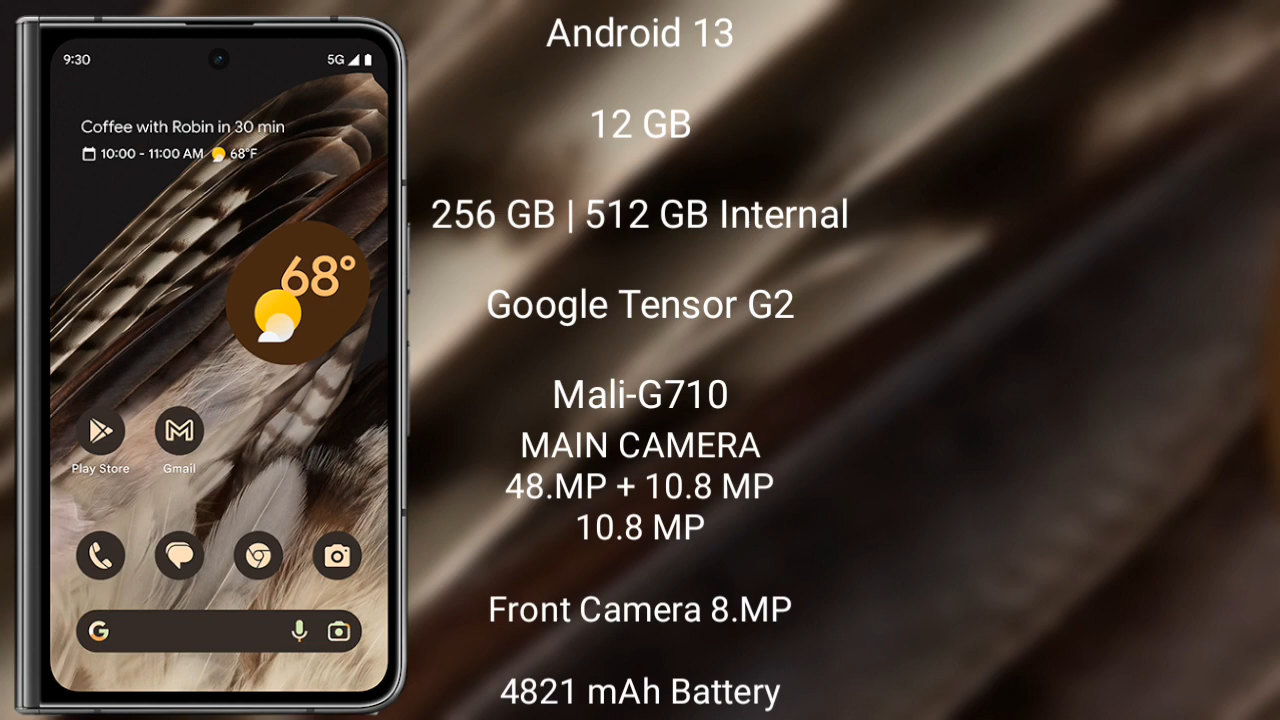 9:30
5G
Coffee with Robin in 30 min
10:00 - 11:00 AM 68°F
68°
Play Store Gmail
G
Android 13
12 GB
256 GB | 512 GB Internal
Google Tensor G2
Mali-G710
MAIN CAMERA
48.MP + 10.8 MP
10.8 MP
Front Camera 8.MP
4821 mAh Battery